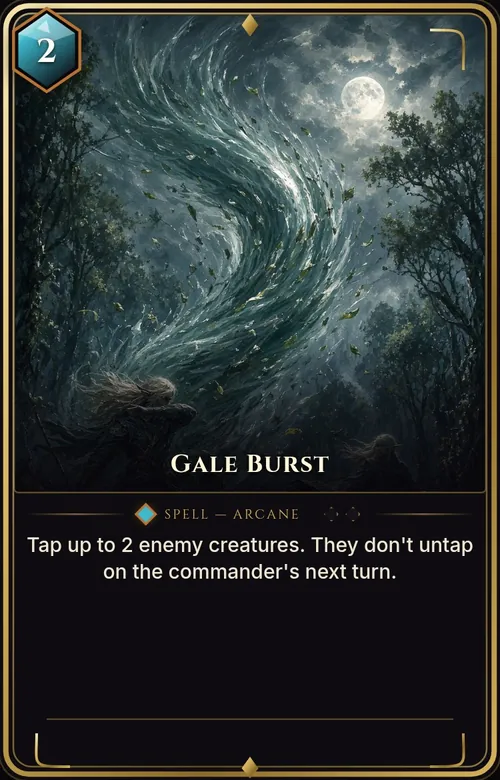 2
Gale Burst
SPELL — ARCANE
Tap up to 2 enemy creatures. They don't untap
on the commander's next turn.